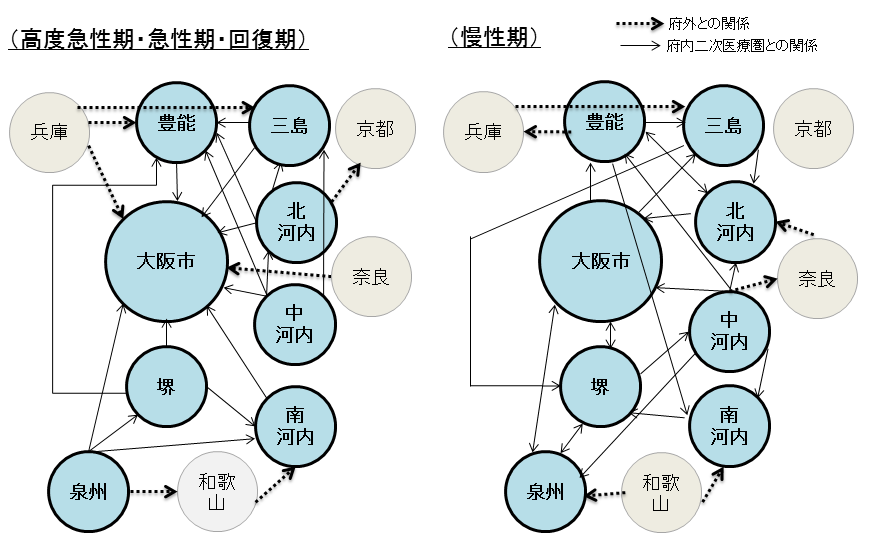 (高度急性期・急性期・回復期)
(慢性期)
府外との関係
府内二次医療圏との関係
兵庫
豊能
三島
京都
北
河内
大阪市
奈良
中
河内
堺
南
河内
泉州
和歌
山
兵庫
豊能
三島
京都
北
河内
大阪市
奈良
中
河内
堺
南
河内
泉州
和歌
山